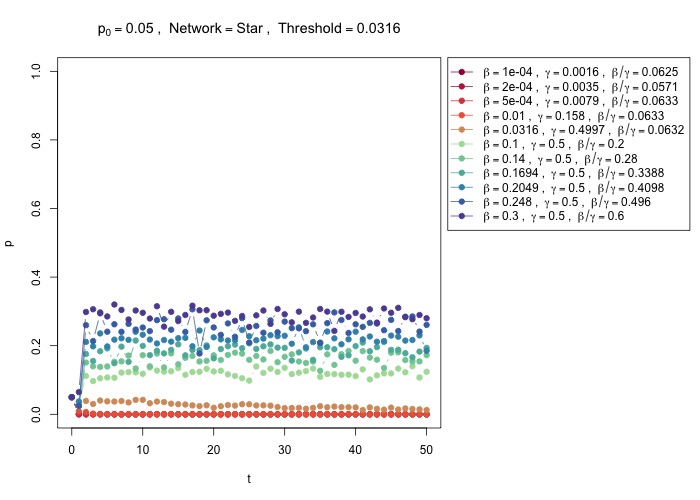 p₀ = 0.05 , Network = Star , Threshold = 0.0316
1.0
0.8
0.6
0.4
0.2
0.0
p
0 10 20 30 40 50
t
β = 1e-04 , γ = 0.0016 , β/γ = 0.0625
β = 2e-04 , γ = 0.0035 , β/γ = 0.0571
β = 5e-04 , γ = 0.0079 , β/γ = 0.0633
β = 0.01 , γ = 0.158 , β/γ = 0.0633
β = 0.0316 , γ = 0.4997 , β/γ = 0.0632
β = 0.1 , γ = 0.5 , β/γ = 0.2
β = 0.14 , γ = 0.5 , β/γ = 0.28
β = 0.1694 , γ = 0.5 , β/γ = 0.3388
β = 0.2049 , γ = 0.5 , β/γ = 0.4098
β = 0.248 , γ = 0.5 , β/γ = 0.496
β = 0.3 , γ = 0.5 , β/γ = 0.6